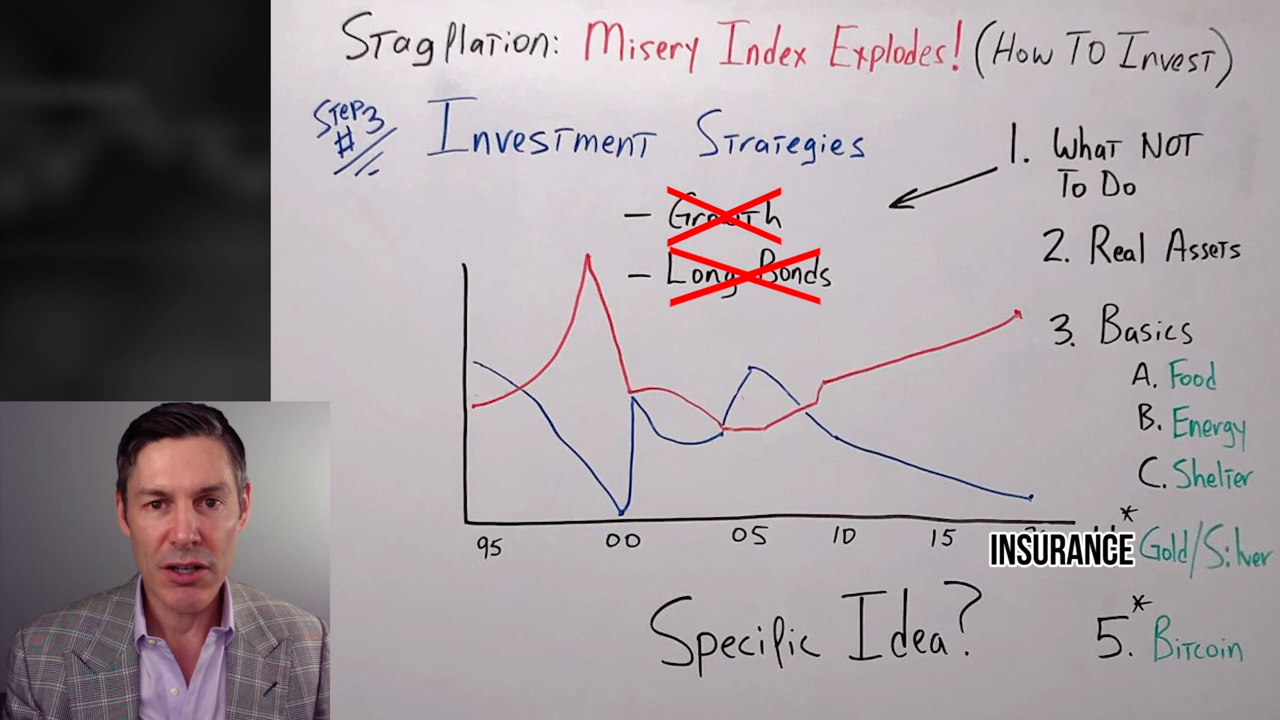 Stagflation: Misery Index Explodes! (How To Invest)
Step #3
Investment Strategies
- Growth
- Long Bonds
1. What NOT
To Do
2. Real Assets
3. Basics
A. Food
B. Energy
C. Shelter
* Gold/Silver
INSURANCE
5.* Bitcoin
95 00 05 10 15
Specific Idea?